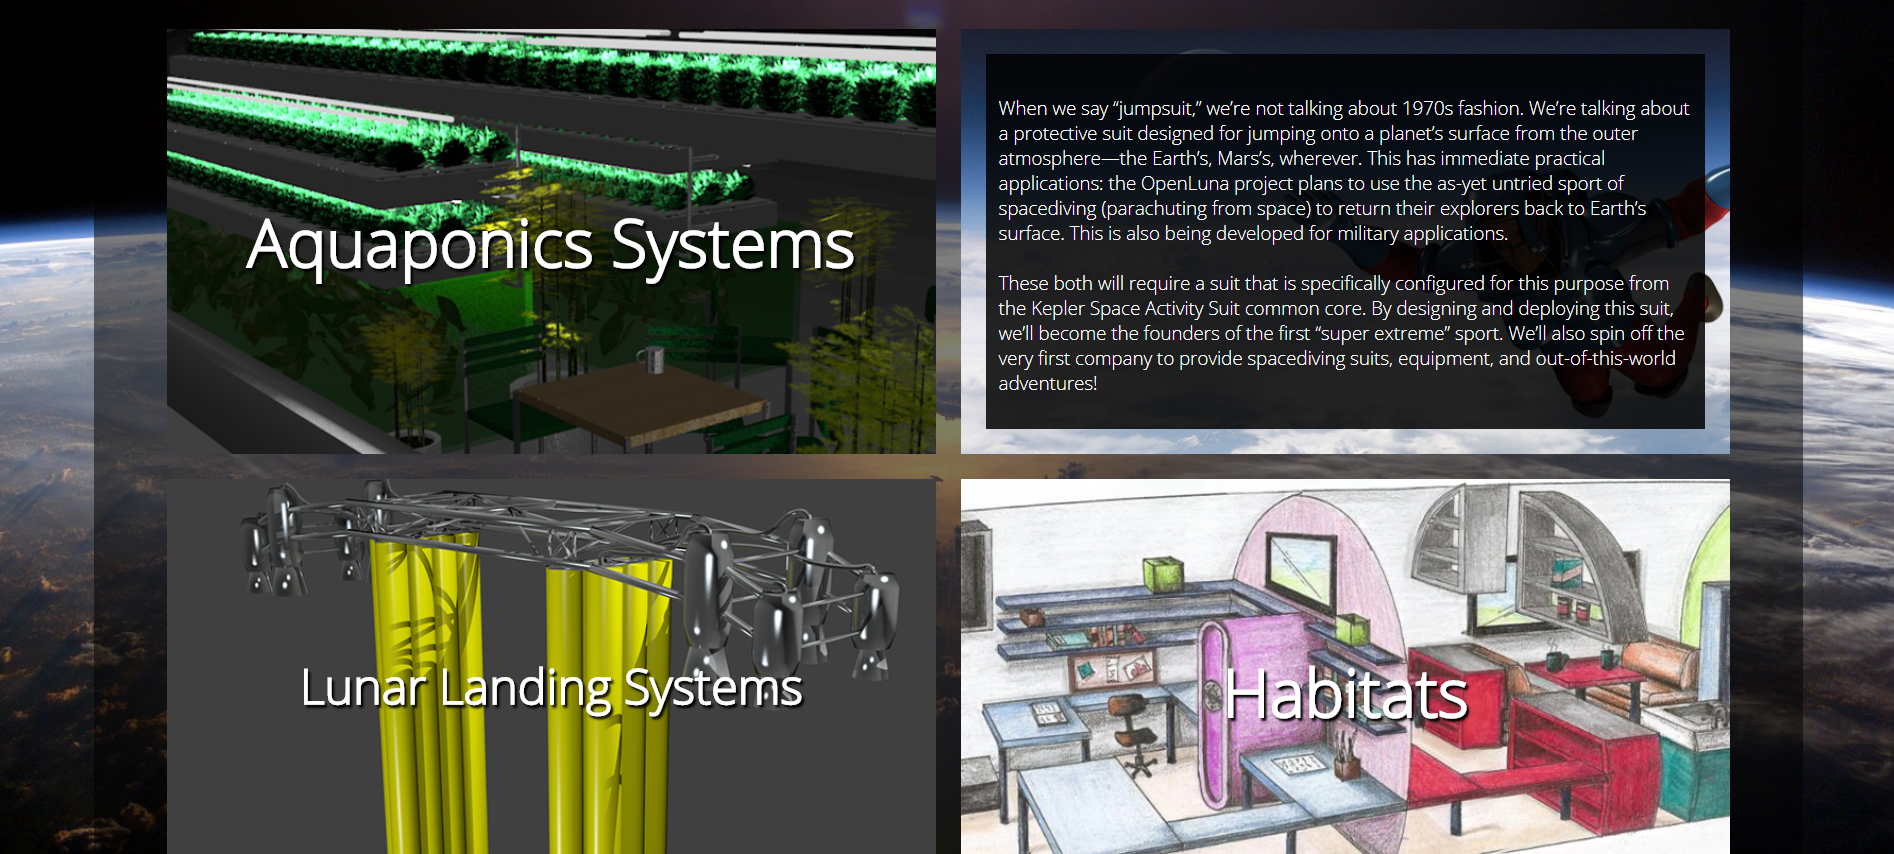 Aquaponics Systems
When we say “jumpsuit,” we’re not talking about 1970s fashion. We’re talking about
a protective suit designed for jumping onto a planet’s surface from the outer
atmosphere—the Earth’s, Mars’s, wherever. This has immediate practical
applications: the OpenLuna project plans to use the as-yet untried sport of
spacediving (parachuting from space) to return their explorers back to Earth’s
surface. This is also being developed for military applications.
These both will require a suit that is specifically configured for this purpose from
the Kepler Space Activity Suit common core. By designing and deploying this suit,
we’ll become the founders of the first “super extreme” sport. We’ll also spin off the
very first company to provide spacediving suits, equipment, and out-of-this-world
adventures!
Lunar Landing Systems
Habitats